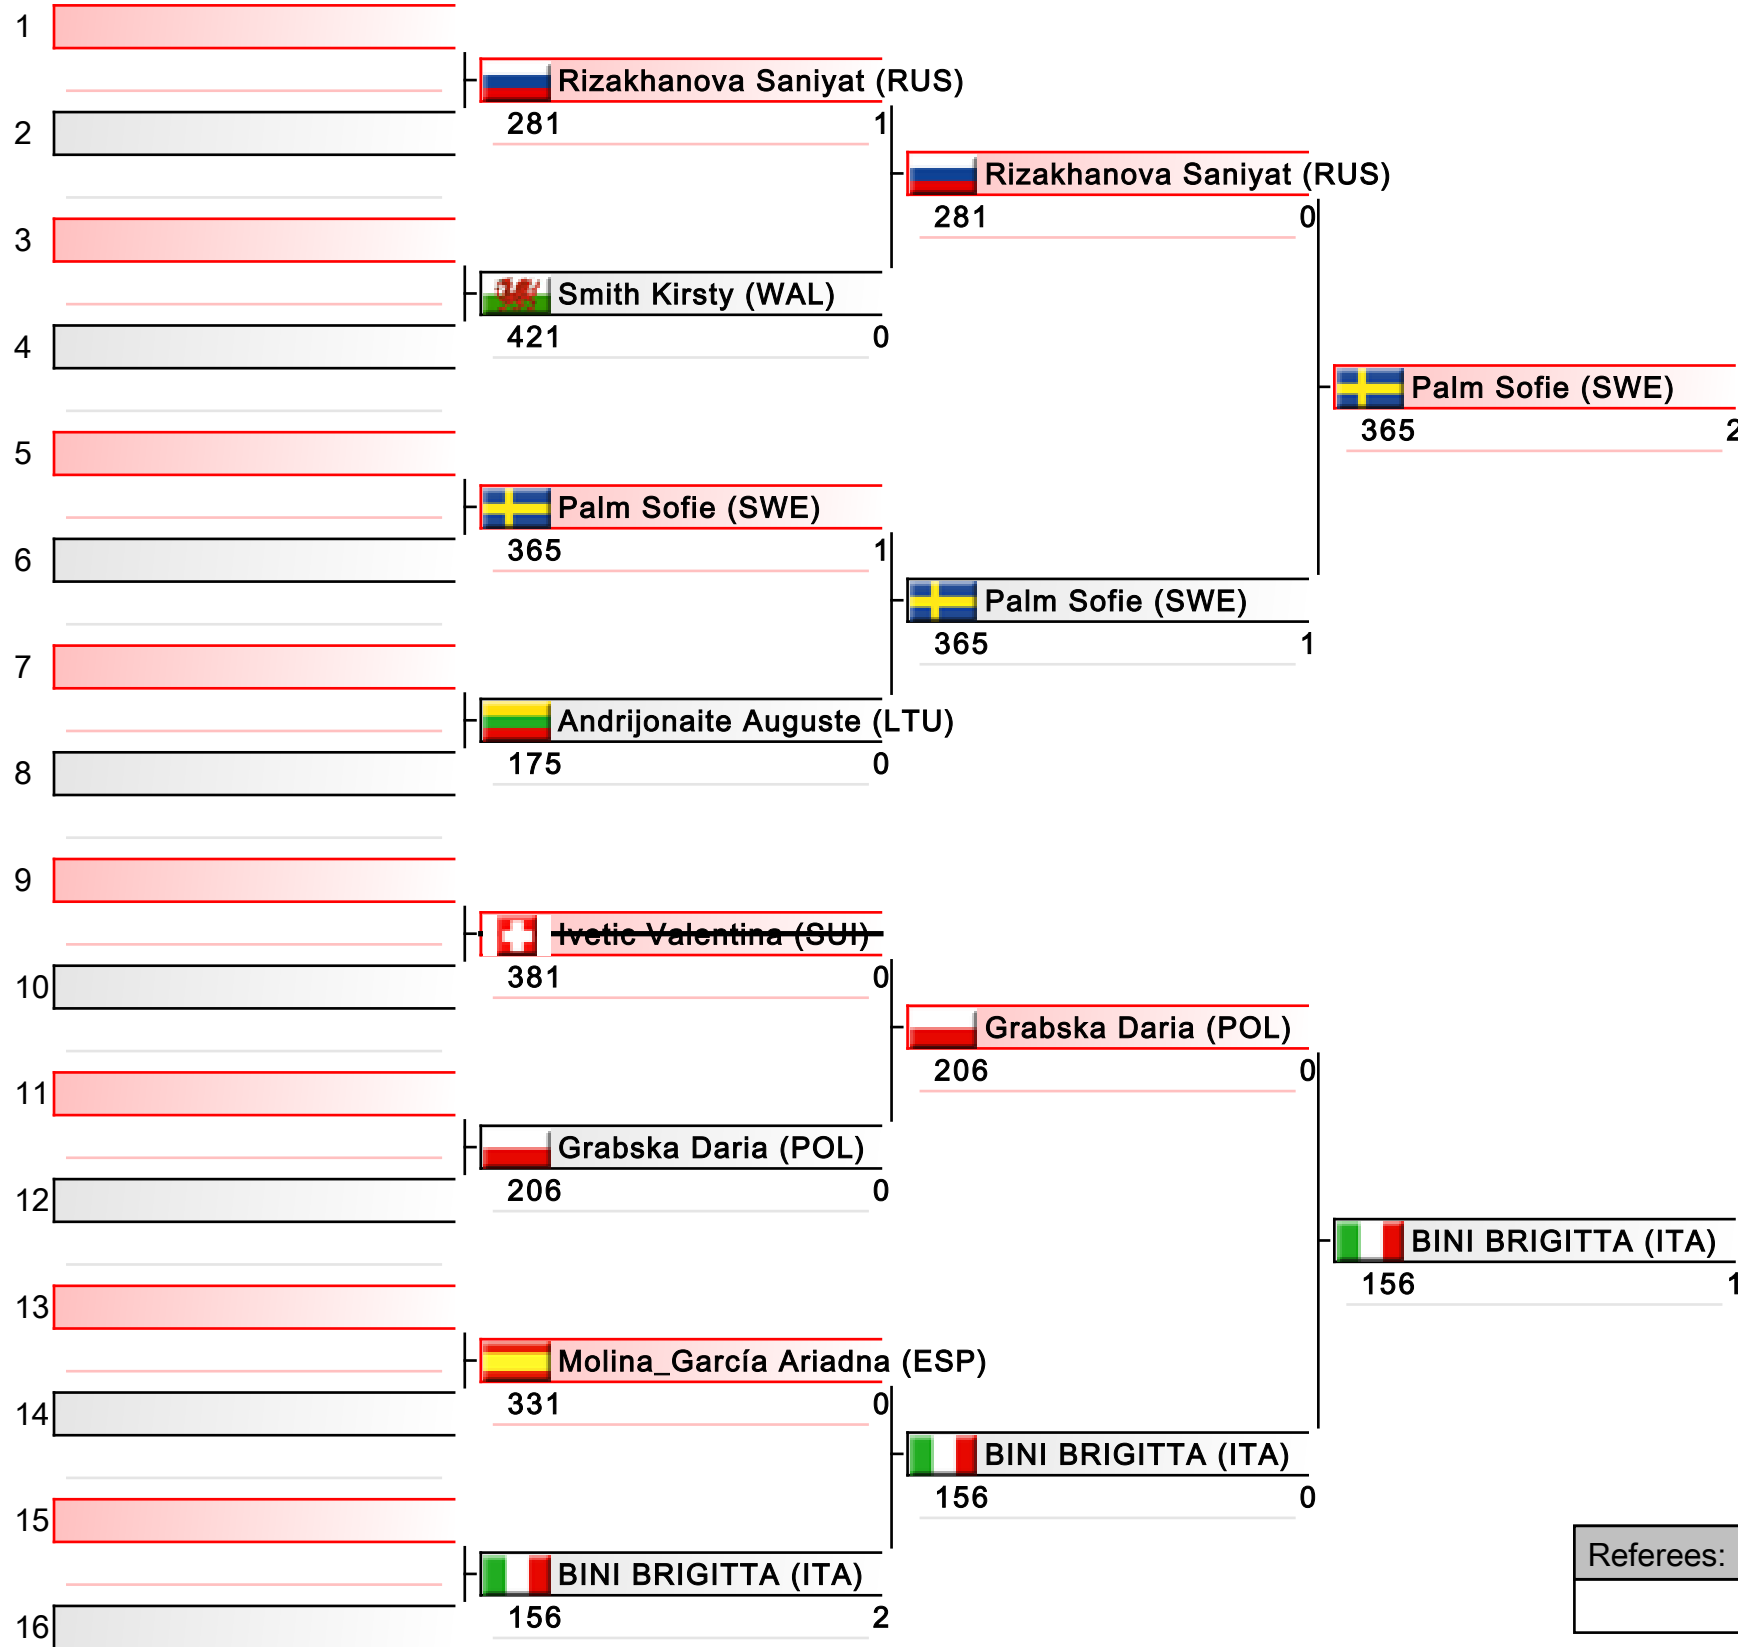 1
Rizakhanova Saniyat (RUS)
281 1
2
Rizakhanova Saniyat (RUS)
281 0
3
Smith Kirsty (WAL)
421 0
4
Palm Sofie (SWE)
365 2
5
Palm Sofie (SWE)
365 1
6
Palm Sofie (SWE)
365 1
7
Andrijonaite Auguste (LTU)
175 0
8
9
Ivetic Valentina (SUI)
381 0
10
Grabska Daria (POL)
206 0
11
Grabska Daria (POL)
206 0
12
BINI BRIGITTA (ITA)
156 1
13
Molina_García Ariadna (ESP)
331 0
14
BINI BRIGITTA (ITA)
156 0
15
Referees:
BINI BRIGITTA (ITA)
156 2
16